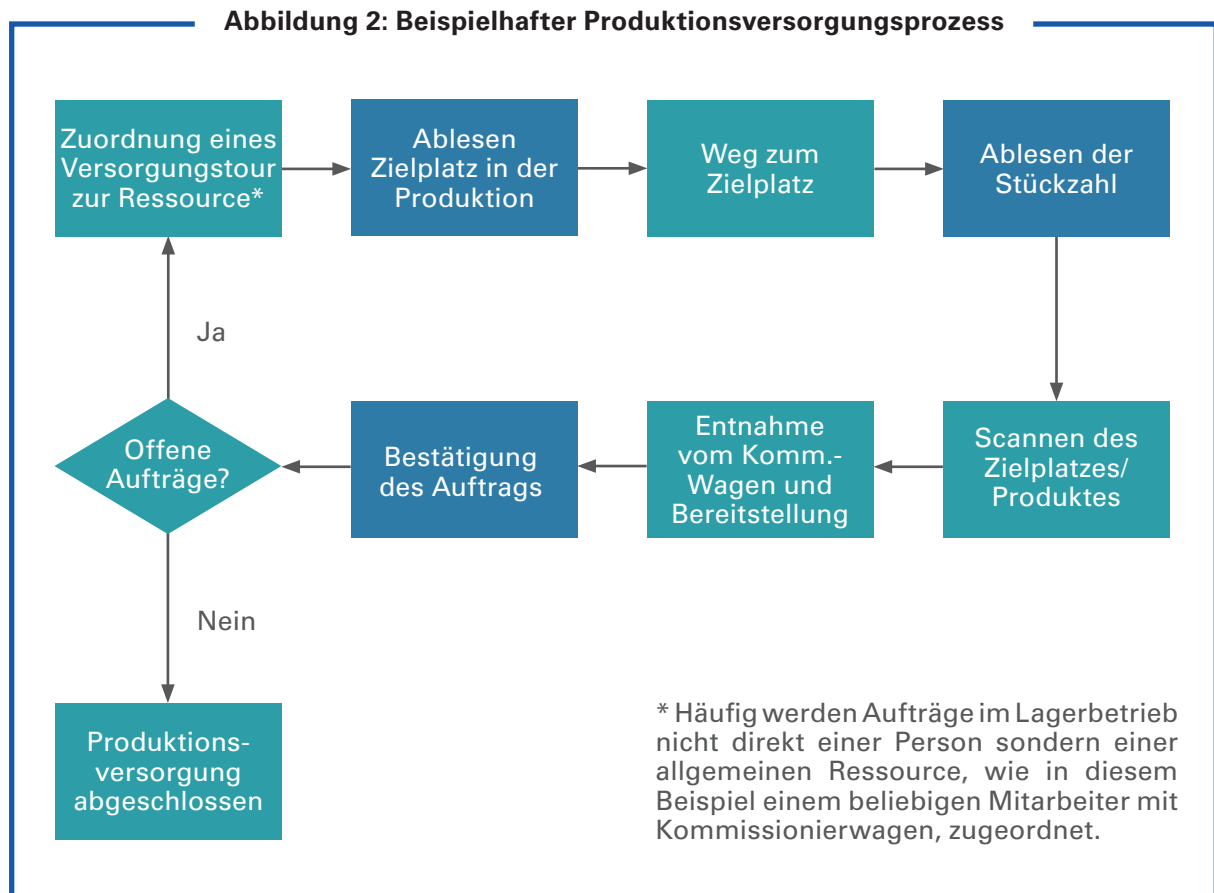 Abbildung 2: Beispielhafter Produktionsversorgungsprozess
Zuordnung eines
Versorgungstour
zur Ressource*
Ablesen
Zielplatz in der
Produktion
Weg zum
Zielplatz
Ablesen der
Stückzahl
Ja
Offene
Aufträge?
Bestätigung
des Auftrags
Entnahme
vom Komm.-
Wagen und
Bereitstellung
Scannen des
Zielplatzes/
Produktes
Nein
Produktions-
versorgung
abgeschlossen
* Häufig werden Aufträge im Lagerbetrieb
nicht direkt einer Person sondern einer
allgemeinen Ressource, wie in diesem
Beispiel einem beliebigen Mitarbeiter mit
Kommissionierwagen, zugeordnet.